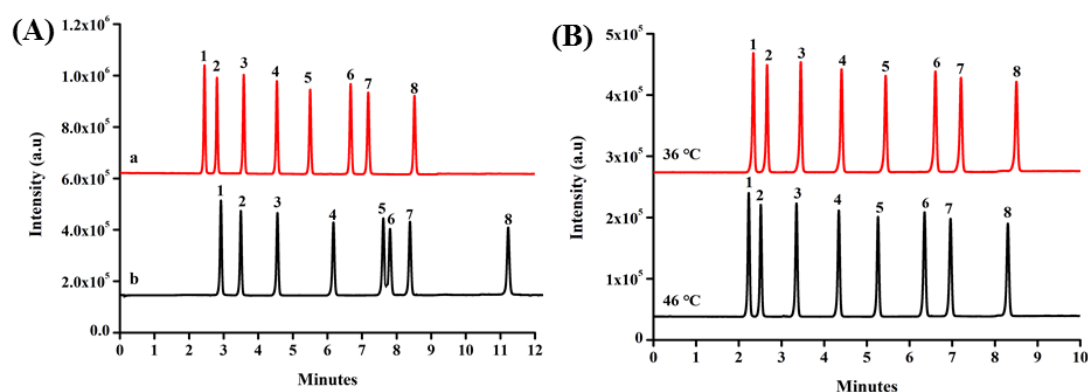 (A)
Intensity (a.u)
1.2x10⁶
1.0x10⁶
8.0x10⁵
6.0x10⁵
4.0x10⁵
2.0x10⁵
0.0
1 2 3 4 5 6 7 8
a
1 2 3 4 5 6 7 8
b
0 1 2 3 4 5 6 7 8 9 10 11 12
Minutes
(B)
Intensity (a.u)
5x10⁵
4x10⁵
3x10⁵
2x10⁵
1x10⁵
0
1 2 3 4 5 6 7 8
36 °C
1 2 3 4 5 6 7 8
46 °C
0 1 2 3 4 5 6 7 8 9 10
Minutes